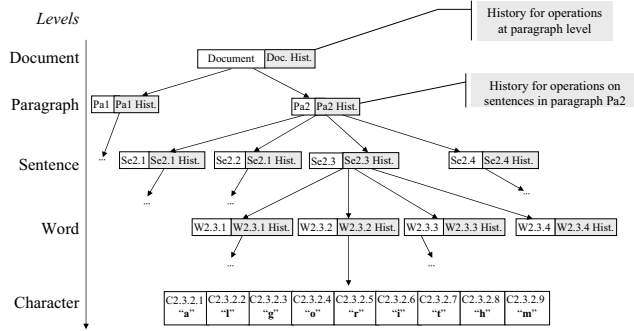 Levels
History for operations
at paragraph level
Document
Document Doc. Hist.
Paragraph
Pa1 Pa1 Hist. Pa2 Pa2 Hist.
History for operations on
sentences in paragraph Pa2
...
Sentence
Se2.1 Se2.1 Hist. Se2.2 Se2.1 Hist. Se2.3 Se2.3 Hist. Se2.4 Se2.4 Hist.
... ... ...
Word
W2.3.1 W2.3.1 Hist. W2.3.2 W2.3.2 Hist. W2.3.3 W2.3.3 Hist. W2.3.4 W2.3.4 Hist.
... ...
Character
C2.3.2.1 C2.3.2.2 C2.3.2.3 C2.3.2.4 C2.3.2.5 C2.3.2.6 C2.3.2.7 C2.3.2.8 C2.3.2.9
“a” “l” “g” “o” “r” “i” “t” “h” “m”